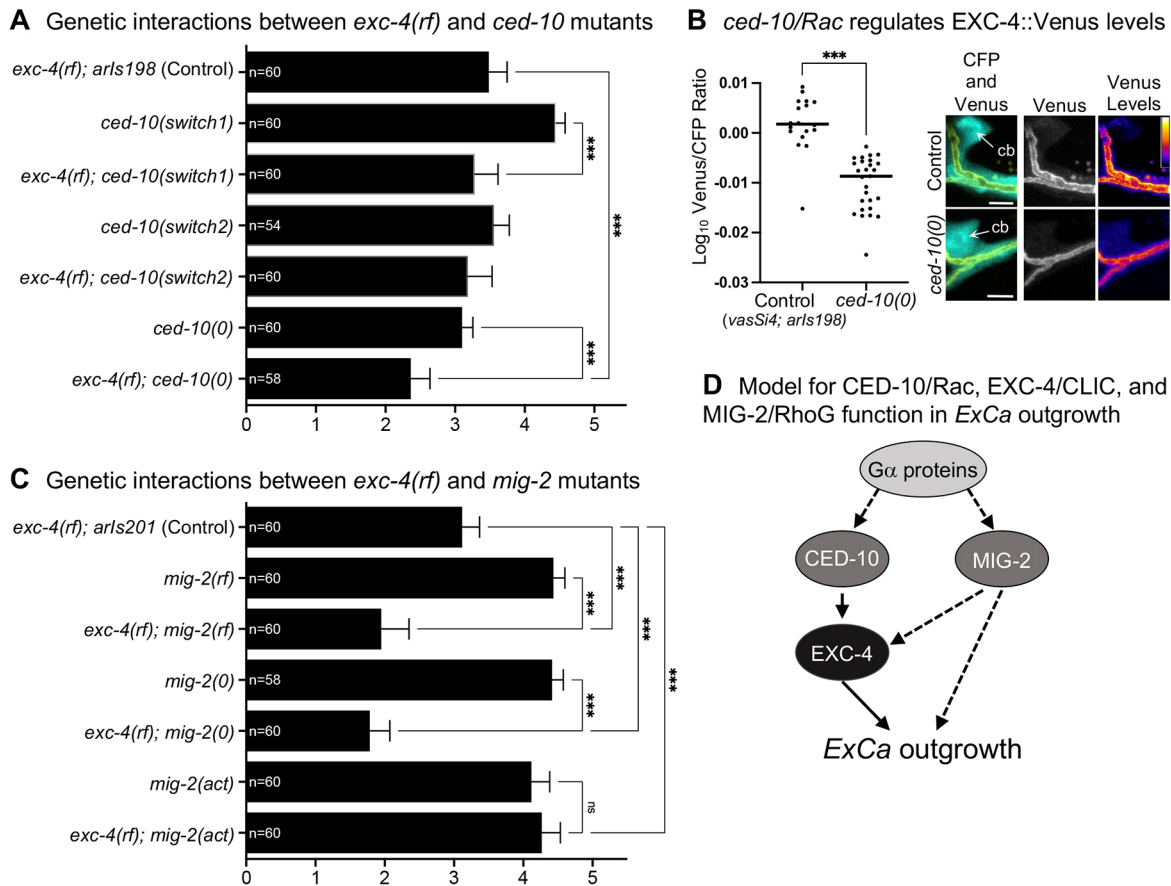 A Genetic interactions between exc-4(rf) and ced-10 mutants
exc-4(rf); arIs198 (Control)
n=60
ced-10(switch1)
n=60
exc-4(rf); ced-10(switch1)
n=60
ced-10(switch2)
n=54
exc-4(rf); ced-10(switch2)
n=60
ced-10(0)
n=60
exc-4(rf); ced-10(0)
n=58
***
***
***
0 1 2 3 4 5
B ced-10/Rac regulates EXC-4::Venus levels
***
Log10 Venus/CFP Ratio
0.01
0.00
-0.01
-0.02
-0.03
Control
(vasSi4; arIs198)
ced-10(0)
CFP
and
Venus
Venus
Venus
Levels
Control
cb
ced-10(0)
cb
C Genetic interactions between exc-4(rf) and mig-2 mutants
exc-4(rf); arIs201 (Control)
n=60
mig-2(rf)
n=60
exc-4(rf); mig-2(rf)
n=60
mig-2(0)
n=58
exc-4(rf); mig-2(0)
n=60
mig-2(act)
n=60
exc-4(rf); mig-2(act)
n=60
***
***
***
***
***
ns
0 1 2 3 4 5
D Model for CED-10/Rac, EXC-4/CLIC, and
MIG-2/RhoG function in ExCa outgrowth
Gα proteins
CED-10
MIG-2
EXC-4
ExCa outgrowth